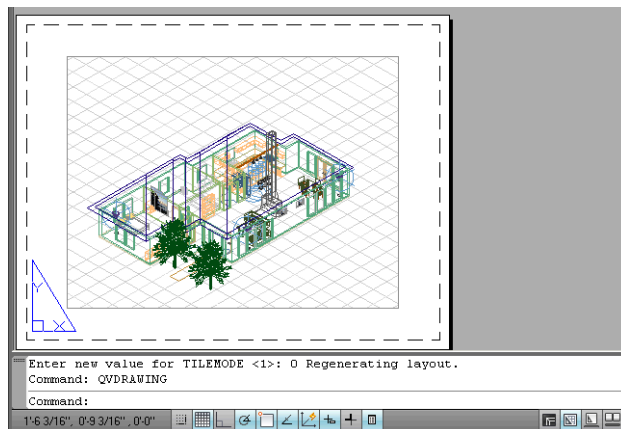 Y
X
Enter new value for TILEMODE <1>: 0 Regenerating layout.
Command: QVDRAWING
Command:
1'-6 3/16", 0'-9 3/16" , 0'-0"